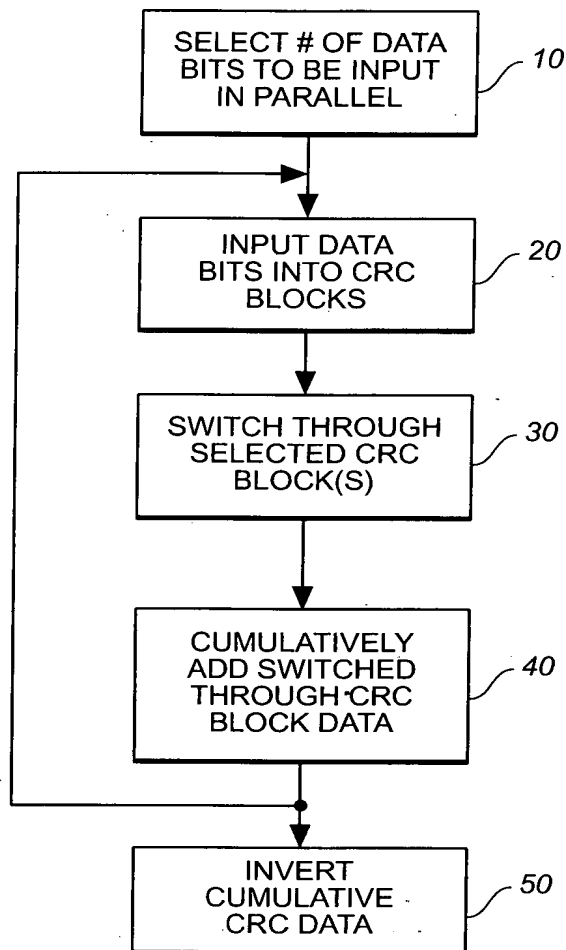 SELECT # OF DATA
BITS TO BE INPUT
IN PARALLEL
10
INPUT DATA
BITS INTO CRC
BLOCKS
20
SWITCH THROUGH
SELECTED CRC
BLOCK(S)
30
CUMULATIVELY
ADD SWITCHED
THROUGH CRC
BLOCK DATA
40
INVERT
CUMULATIVE
CRC DATA
50